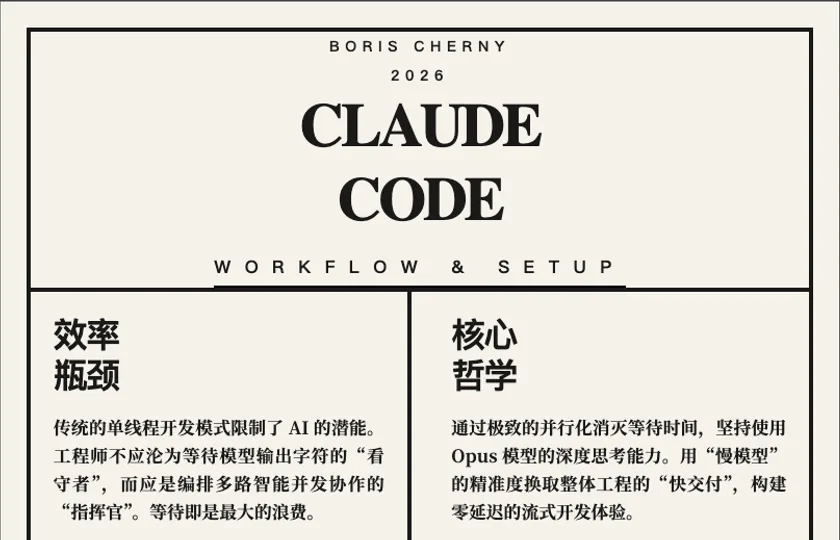 BORIS CHERNY
2026
CLAUDE
CODE
WORKFLOW & SETUP
效率
瓶颈
传统的单线程开发模式限制了 AI 的潜能。
工程师不应沦为等待模型输出字符的“看
守者”，而应是编排多路智能并发协作的
“指挥官”。等待即是最大的浪费。
核心
哲学
通过极致的并行化消灭等待时间，坚持使用
Opus 模型的深度思考能力。用“慢模型”
的精准度换取整体工程的“快交付”，构建
零延迟的流式开发体验。